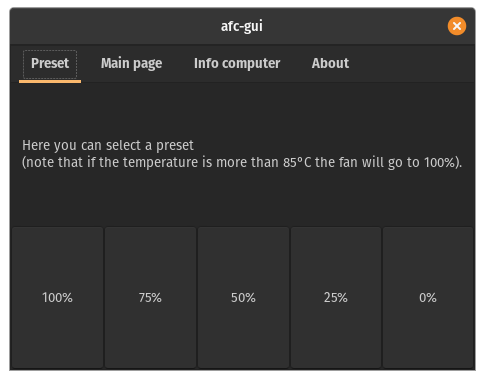 afc-gui
Preset Main page Info computer About
Here you can select a preset
(note that if the temperature is more than 85°C the fan will go to 100%).
100% 75% 50% 25% 0%